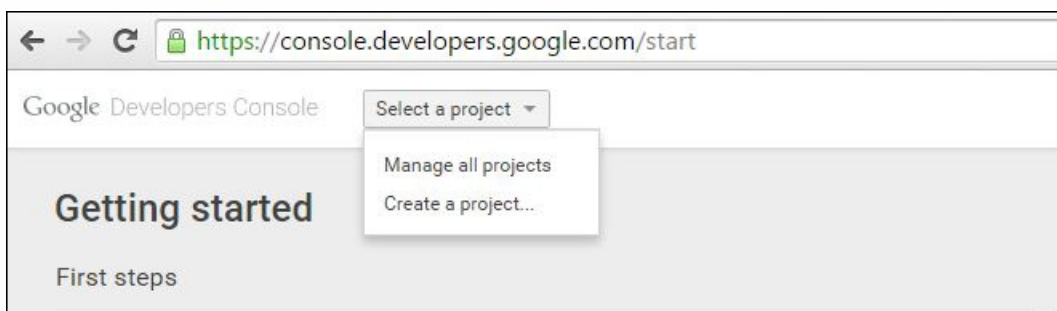 https://console.developers.google.com/start
Google Developers Console
Select a project
Manage all projects
Create a project...
Getting started
First steps